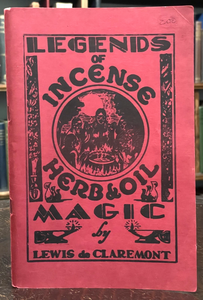 LEGENDS
OF
INCENSE
HERB & OIL
MAGIC
by
LEWIS de CLAREMONT